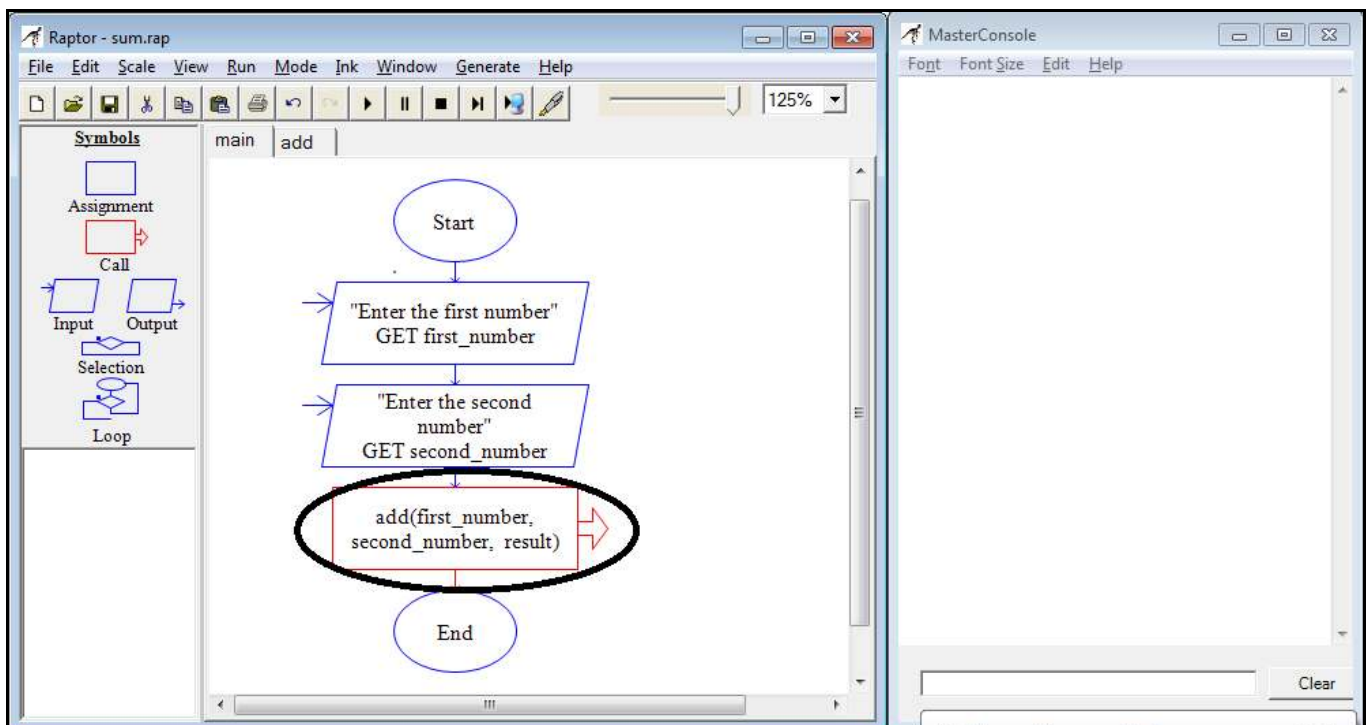 Raptor - sum.rap
File Edit Scale View Run Mode Ink Window Generate Help
125%
Symbols
Assignment
Call
Input Output
Selection
Loop
main add
Start
"Enter the first number"
GET first_number
"Enter the second
number"
GET second_number
add(first_number,
second_number, result)
End
MasterConsole
Font Font Size Edit Help
Clear